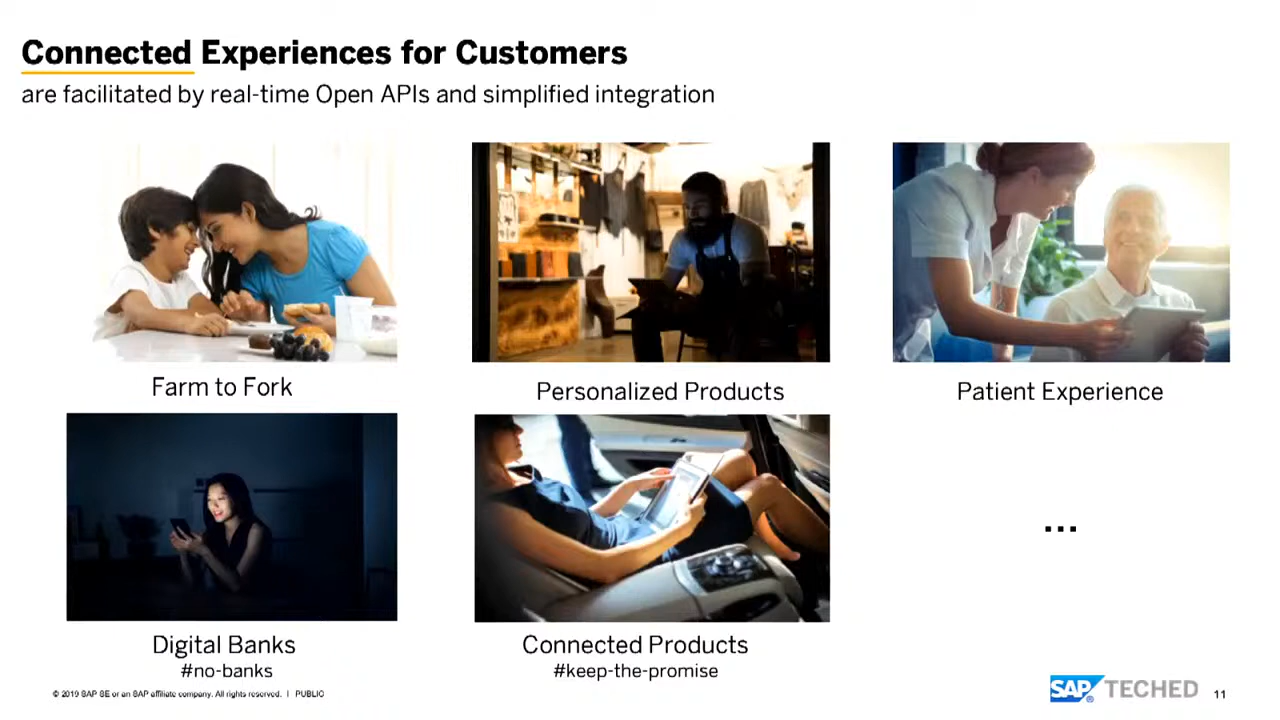 Connected Experiences for Customers
are facilitated by real-time Open APIs and simplified integration
Farm to Fork
Personalized Products
Patient Experience
...
Digital Banks
#no-banks
Connected Products
#keep-the-promise
© 2019 SAP SE or an SAP affiliate company. All rights reserved. | PUBLIC
SAP® TECHED
11